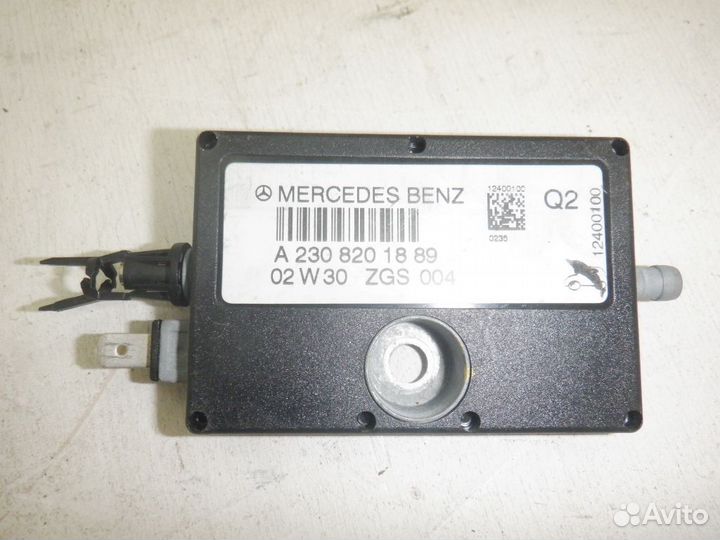 MERCEDES BENZ
12400100
Q2
0235
12400100
A 230 820 18 89
02 W 30 ZGS 004
Avito